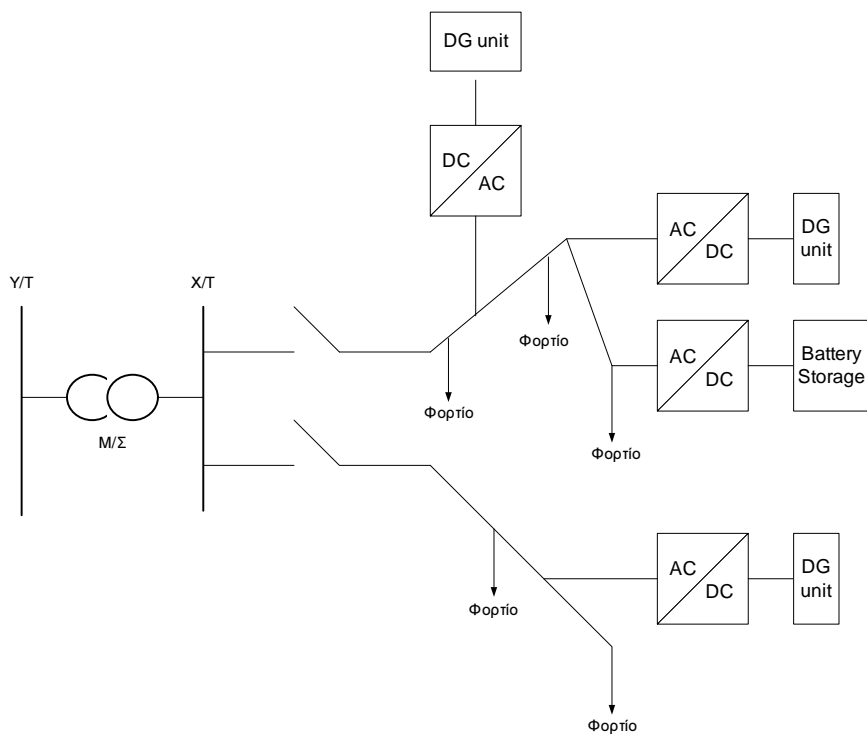 DG unit
DC
AC
AC
DC
DG
unit
Υ/Τ
Χ/Τ
Φορτίο
AC
DC
Battery
Storage
Φορτίο
Μ/Σ
Φορτίο
AC
DC
DG
unit
Φορτίο
Φορτίο